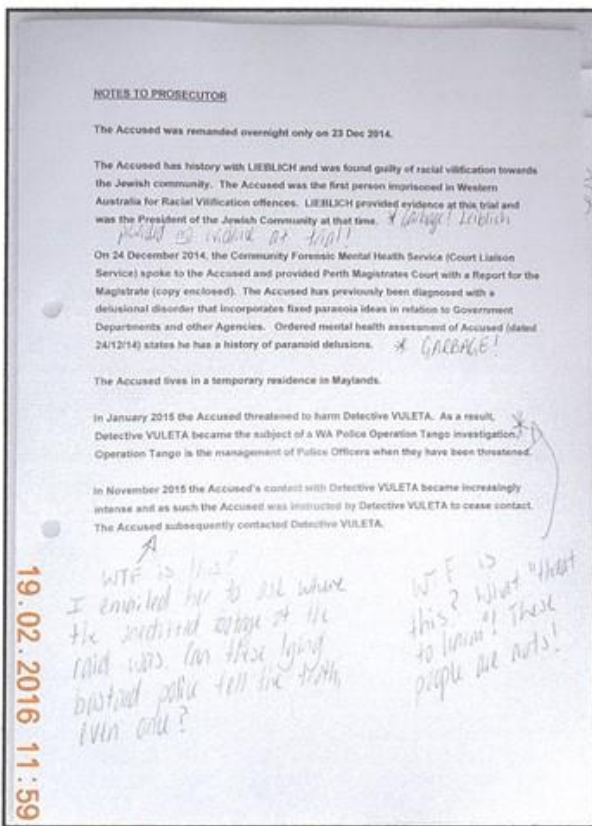 NOTES TO PROSECUTOR
The Accused was remanded overnight only on 23 Dec 2014.
The Accused has history with LIEBLICH and was found guilty of racial vilification towards
the Jewish community. The Accused was the first person imprisoned in Western
Australia for Racial Vilification offences. LIEBLICH provided evidence at this trial and
was the President of the Jewish Community at that time. * Garbage! Leiblich
provided no evidence at trial!
On 24 December 2014, the Community Forensic Mental Health Service (Court Liaison
Service) spoke to the Accused and provided Perth Magistrates Court with a Report for the
Magistrate (copy enclosed). The Accused has previously been diagnosed with a
delusional disorder that incorporates fixed paranoia ideas in relation to Government
Departments and other Agencies. Ordered mental health assessment of Accused (dated
24/12/14) states he has a history of paranoid delusions. * GARBAGE!
The Accused lives in a temporary residence in Maylands.
In January 2015 the Accused threatened to harm Detective VULETA. As a result,
Detective VULETA became the subject of a WA Police Operation Tango investigation. *
Operation Tango is the management of Police Officers when they have been threatened.
In November 2015 the Accused's contact with Detective VULETA became increasingly
intense and as such the Accused was instructed by Detective VULETA to cease contact.
The Accused subsequently contacted Detective VULETA.
WTF is this?
I emailed her to ask where
the unedited footage of the
raid was. Can these lying
bastard police tell the truth,
even once?
WTF is
this? What "threat
to harm"? These
people are nuts!
19.02.2016 11:59